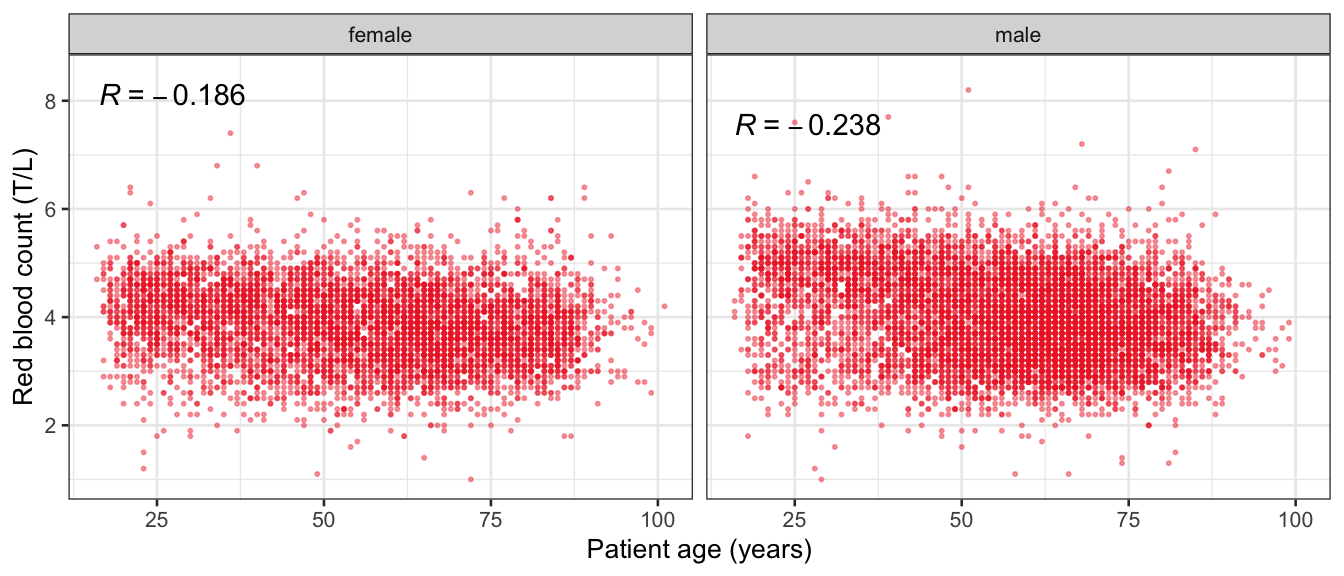 female
male
R = −0.186
R = −0.238
Red blood count (T/L)
8
6
4
2
25 50 75 100
25 50 75 100
Patient age (years)